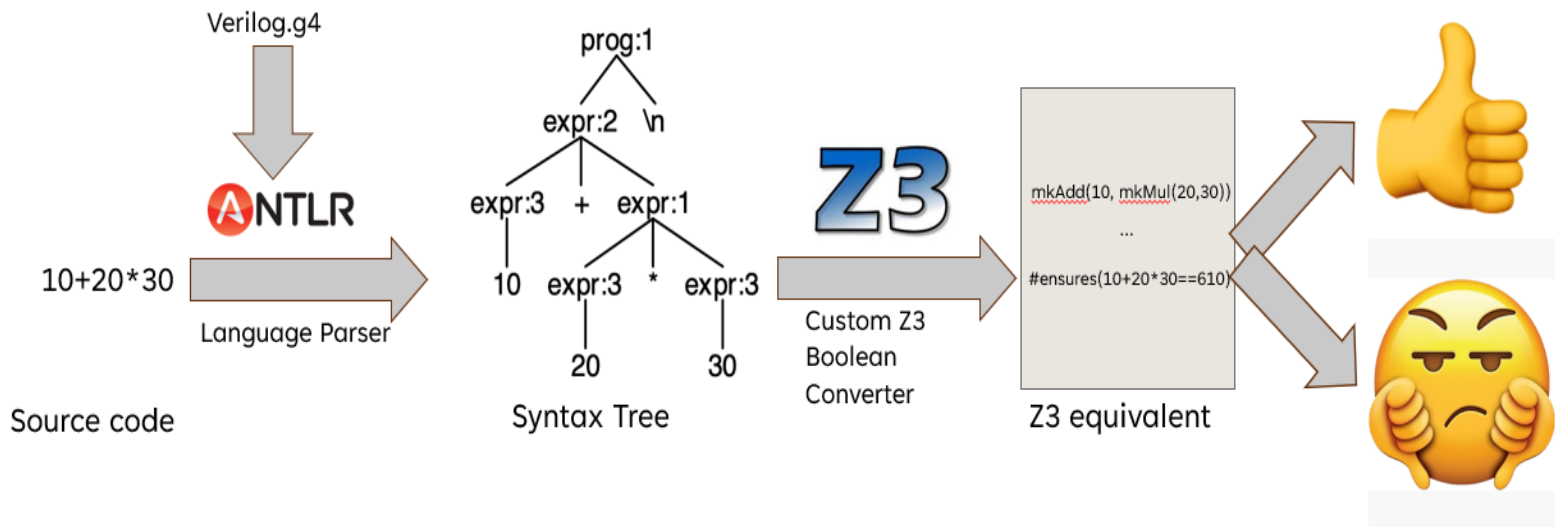 Verilog.g4
ANTLR
10+20*30
Language Parser
Source code
prog:1
expr:2 \n
expr:3 + expr:1
10 expr:3 * expr:3
20 30
Syntax Tree
Z3
Custom Z3
Boolean
Converter
mkAdd(10, mkMul(20,30))
...
#ensures(10+20*30==610)
Z3 equivalent